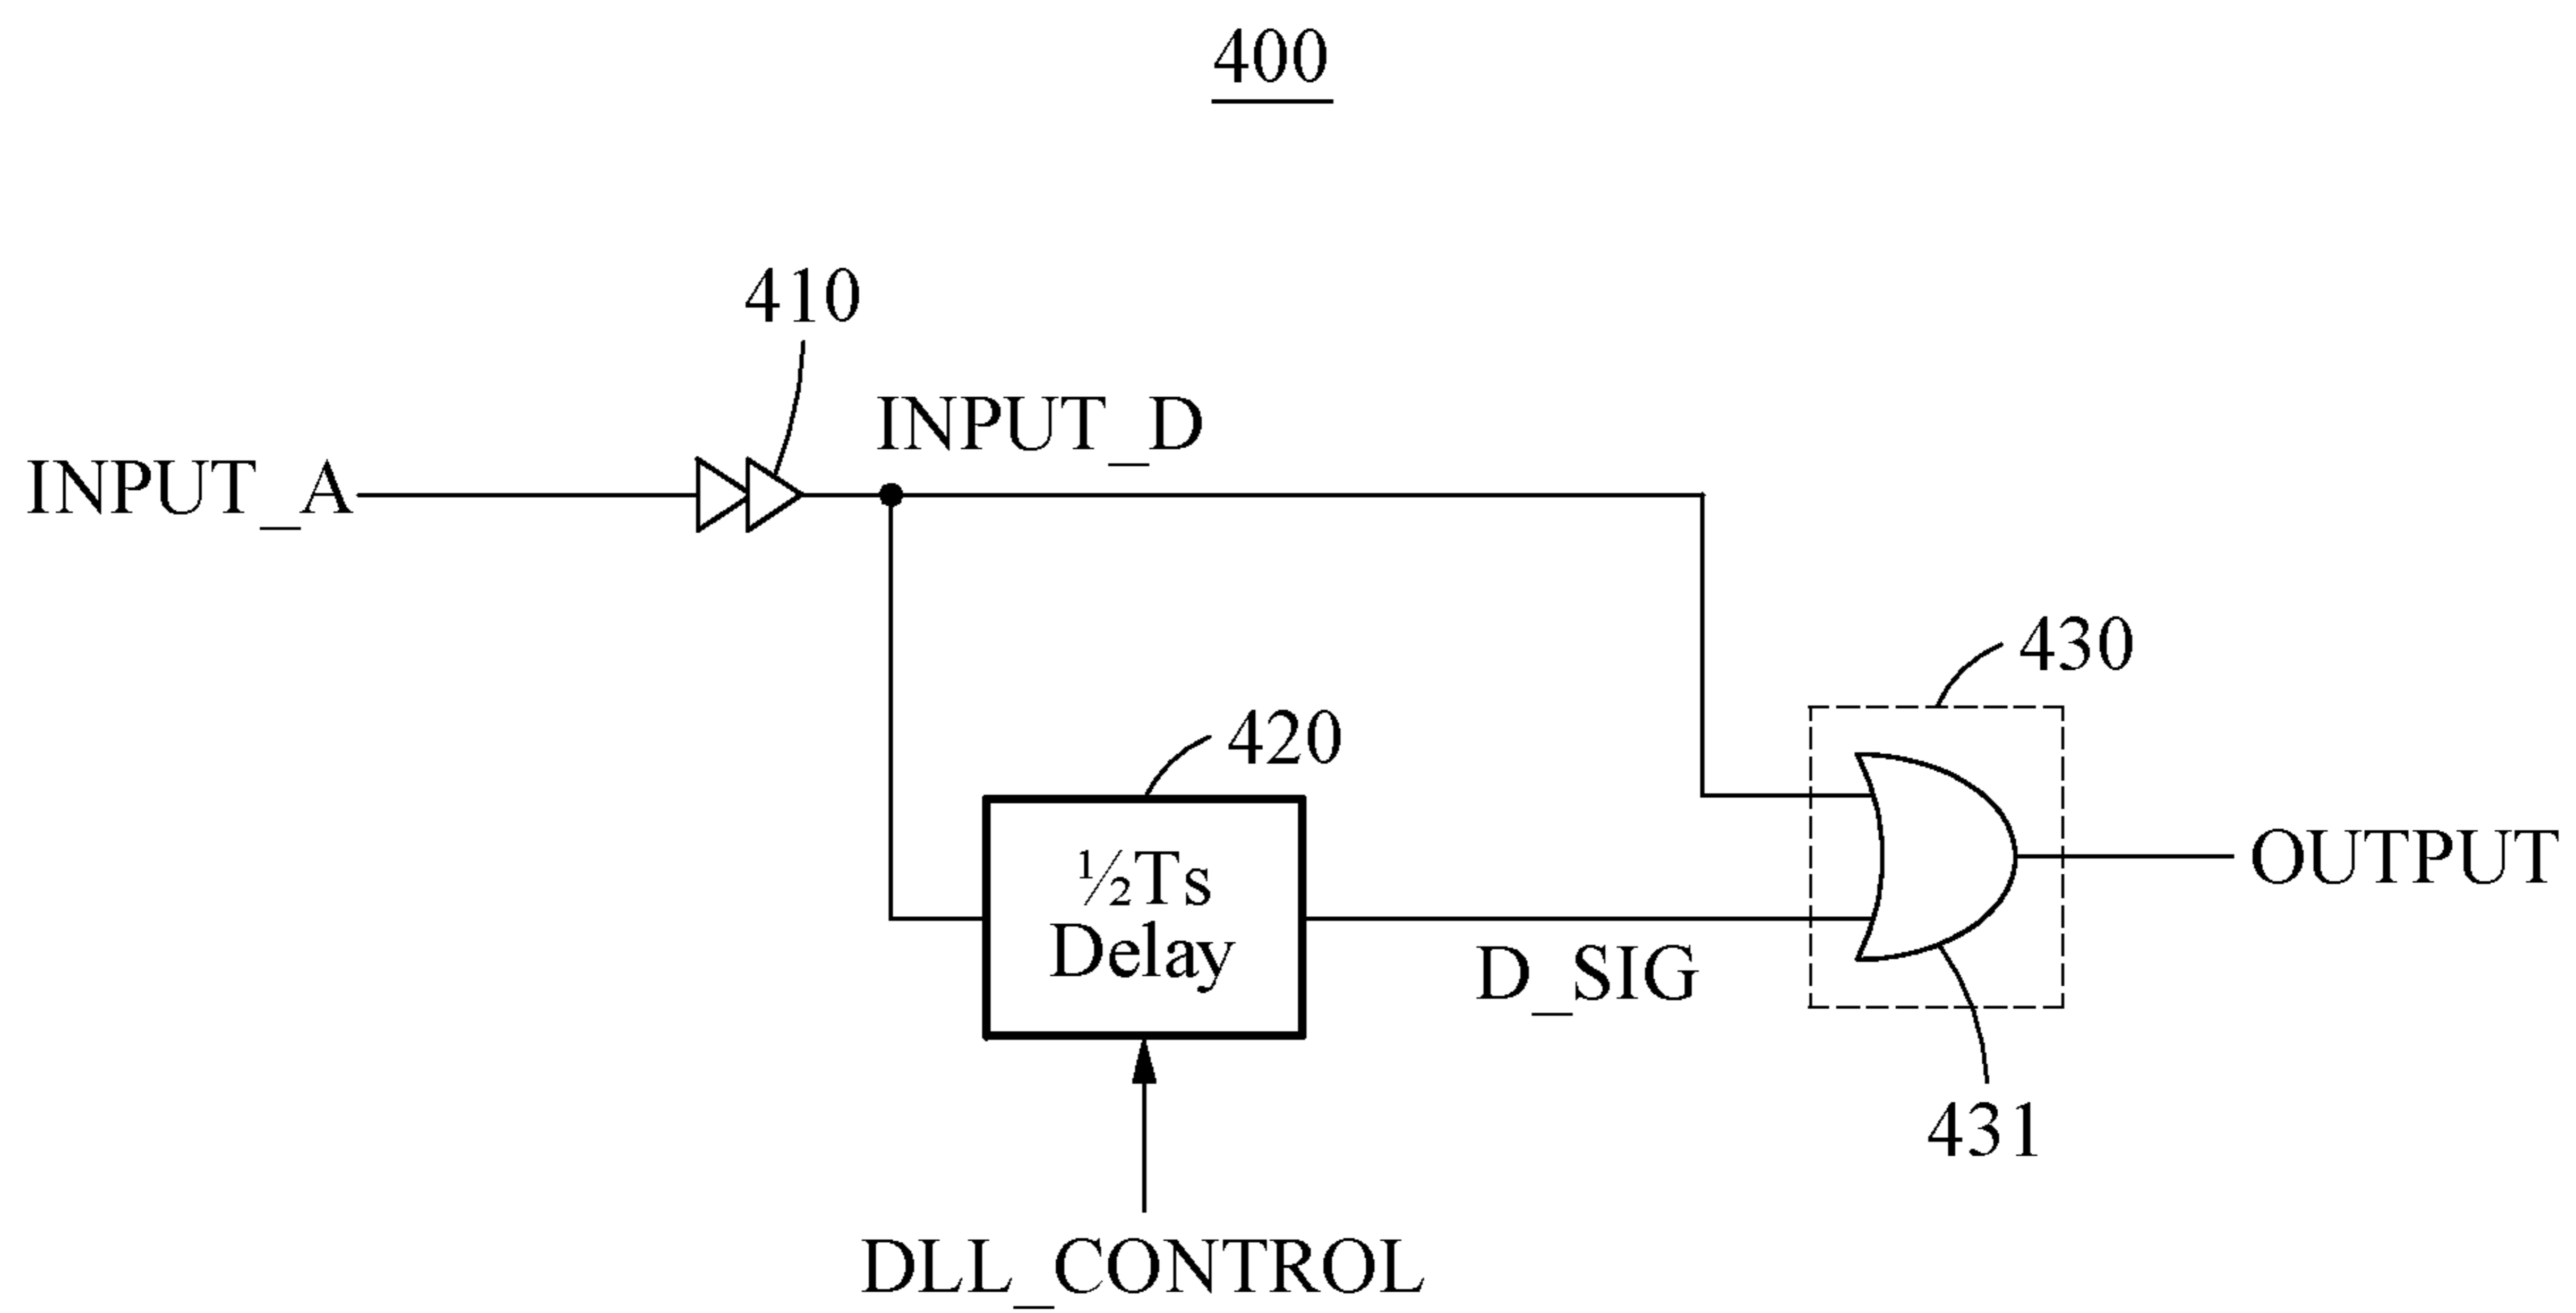 400
410
INPUT_A
INPUT_D
430
420
½Ts
Delay
OUTPUT
D_SIG
431
DLL_CONTROL